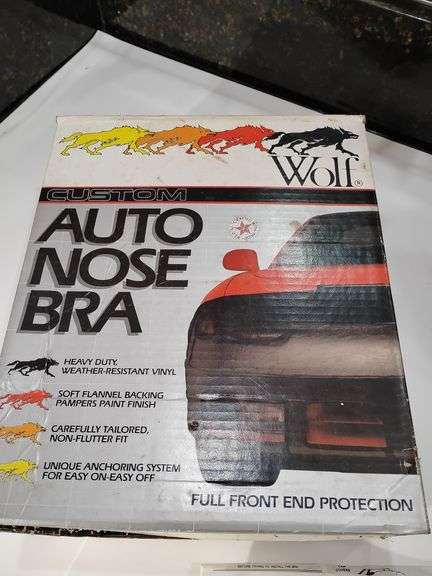 Wolf®
CUSTOM
AUTO
NOSE
BRA
HEAVY DUTY,
WEATHER-RESISTANT VINYL
SOFT FLANNEL BACKING
PAMPERS PAINT FINISH
CAREFULLY TAILORED,
NON-FLUTTER FIT
UNIQUE ANCHORING SYSTEM
FOR EASY ON-EASY OFF
FULL FRONT END PROTECTION